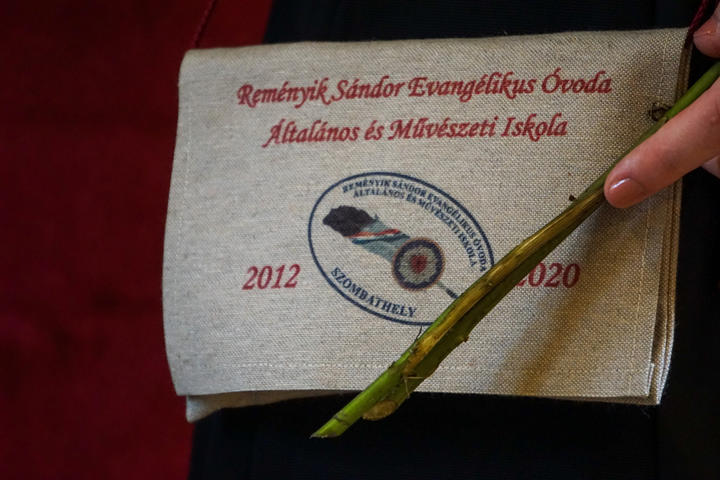 Reményik Sándor Evangélikus Óvoda
Általános és Művészeti Iskola
REMÉNYIK SÁNDOR EVANGÉLIKUS ÓVODA
ÁLTALÁNOS ÉS MŰVÉSZETI ISKOLA
2012
2020
SZOMBATHELY